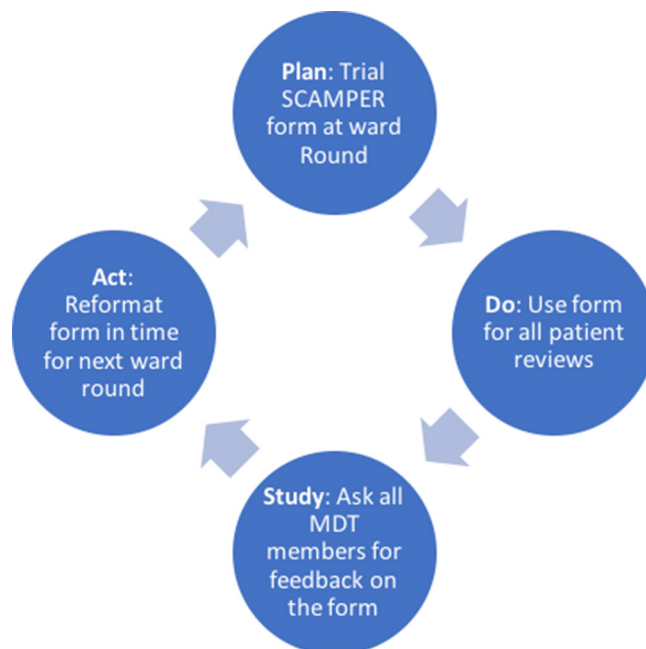 Plan: Trial
SCAMPER
form at ward
Round
Do: Use form
for all patient
reviews
Study: Ask all
MDT
members for
feedback on
the form
Act:
Reformat
form in time
for next ward
round